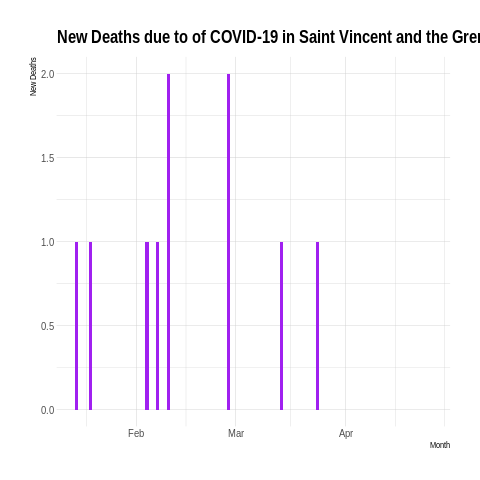 New Deaths due to of COVID-19 in Saint Vincent and the Gren
New Deaths
2.0
1.5
1.0
0.5
0.0
Feb Mar Apr
Month